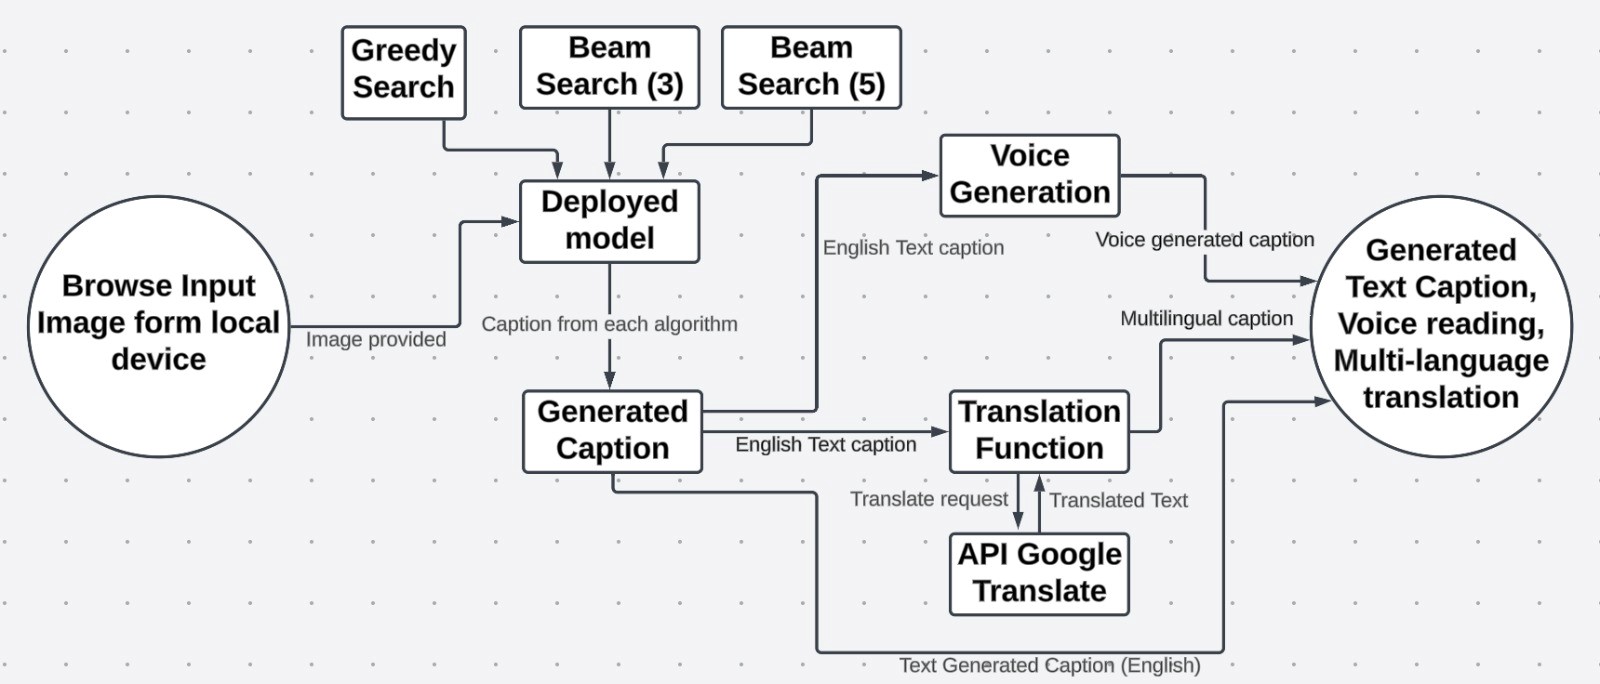 Greedy
Search
Beam
Search (3)
Beam
Search (5)
Voice
Generation
Deployed
model
English Text caption
Voice generated caption
Browse Input
Image form local
device
Image provided
Caption from each algorithm
Multilingual caption
Generated
Text Caption,
Voice reading,
Multi-language
translation
Generated
Caption
English Text caption
Translation
Function
Translate request
Translated Text
API Google
Translate
Text Generated Caption (English)